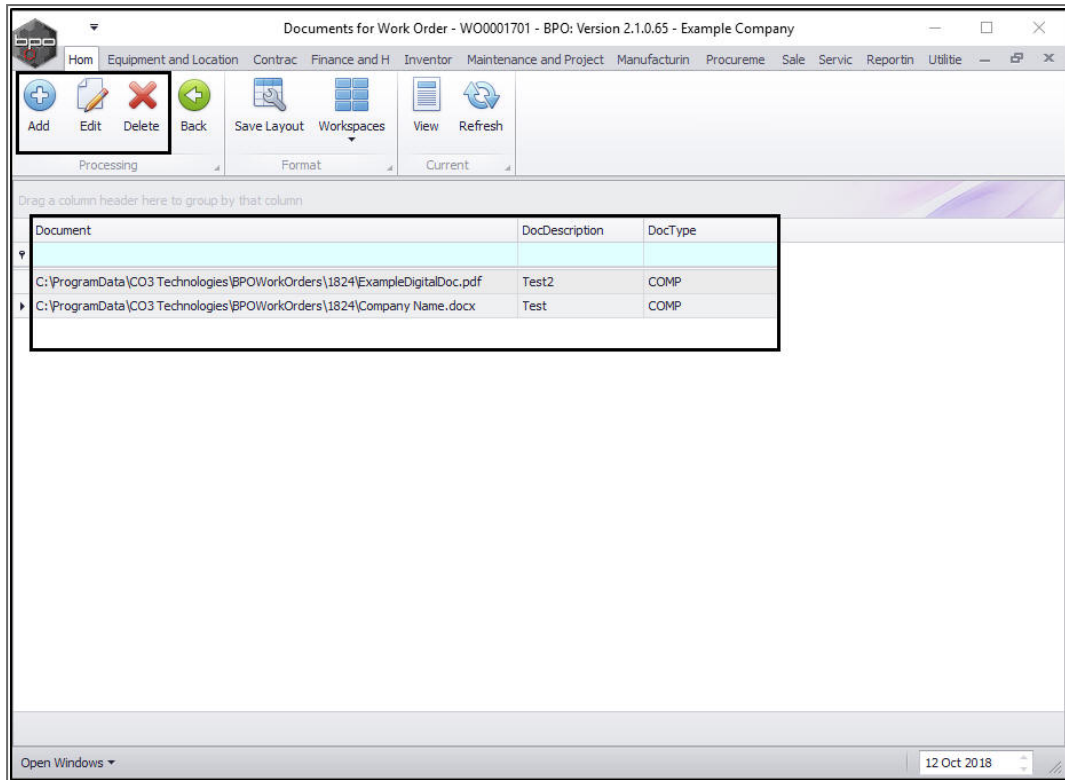 Documents for Work Order - WO0001701 - BPO: Version 2.1.0.65 - Example Company
bpo
Hom Equipment and Location Contrac Finance and H Inventor Maintenance and Project Manufacturin Procureme Sale Servic Reportin Utilitie
Add Edit Delete Back Save Layout Workspaces View Refresh
Processing Format Current
Drag a column header here to group by that column
Document DocDescription DocType
C:\ProgramData\CO3 Technologies\BPOWorkOrders\1824\ExampleDigitalDoc.pdf Test2 COMP
C:\ProgramData\CO3 Technologies\BPOWorkOrders\1824\Company Name.docx Test COMP
Open Windows 12 Oct 2018